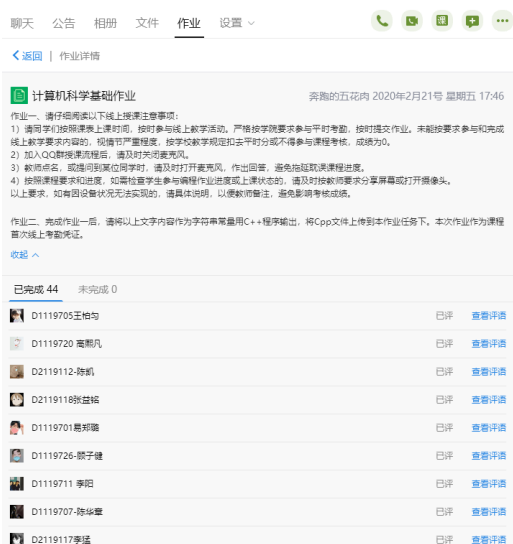 聊天 公告 相册 文件 作业 设置
课
返回 | 作业详情
计算机科学基础作业 奔跑的五花肉 2020年2月21号 星期五 17:46
作业一、请仔细阅读以下线上授课注意事项：
1）请同学们按照课表上课时间，按时参与线上教学活动。严格按学院要求参与平时考勤，按时提交作业。未能按要求参与和完成
线上教学要求内容的，视情节严重程度，按学校教学规定扣去平时分或不得参与课程考核，成绩为0。
2）加入QQ群授课流程后，请及时关闭麦克风。
3）教师点名，或提问到某位同学时，请及时打开麦克风，作出回答，避免拖延耽误课程进度。
4）按照课程要求和进度，如需检查学生参与编程作业进度或上课状态的，请及时按教师要求分享屏幕或打开摄像头。
以上要求，如有因设备状况无法实现的，请具体说明，以便教师备注，避免影响考核成绩。
作业二、完成作业一后，请将以上文字内容作为字符串常量用C++程序输出，将Cpp文件上传到本作业任务下。本次作业作为课程
首次线上考勤凭证。
收起
已完成 44 未完成 0
D1119705王柏匀 已评 查看评语
D1119720 高熙凡 已评 查看评语
D2119112-陈凯 已评 查看评语
D2119118张益铭 已评 查看评语
D1119701易郑璐 已评 查看评语
D1119726-顾子健 已评 查看评语
D1119711 李阳 已评 查看评语
D1119707-陈华章 已评 查看评语
D2119117李猛 已评 查看评语